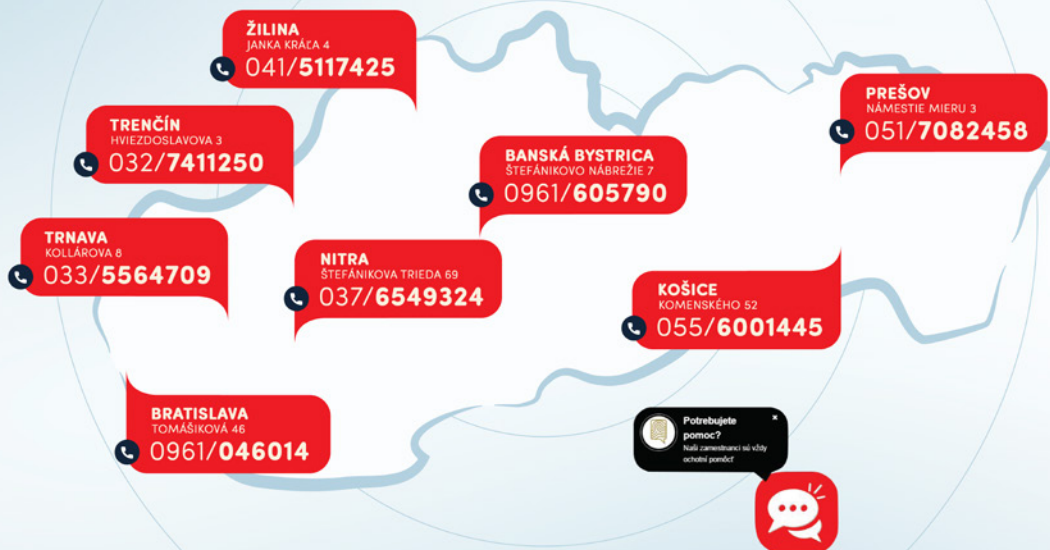 ŽILINA
JANKA KRÁĽA 4
041/5117425
TRENČÍN
HVIEZDOSLAVOVA 3
032/7411250
PREŠOV
NÁMESTIE MIERU 3
051/7082458
BANSKÁ BYSTRICA
ŠTEFÁNIKOVO NÁBREŽIE 7
0961/605790
TRNAVA
KOLLÁROVA 8
033/5564709
NITRA
ŠTEFÁNIKOVA TRIEDA 69
037/6549324
KOŠICE
KOMENSKÉHO 52
055/6001445
BRATISLAVA
TOMÁŠIKOVÁ 46
0961/046014
Potrebujete
pomoc?
Naši zamestnanci sú vždy
ochotní pomôcť